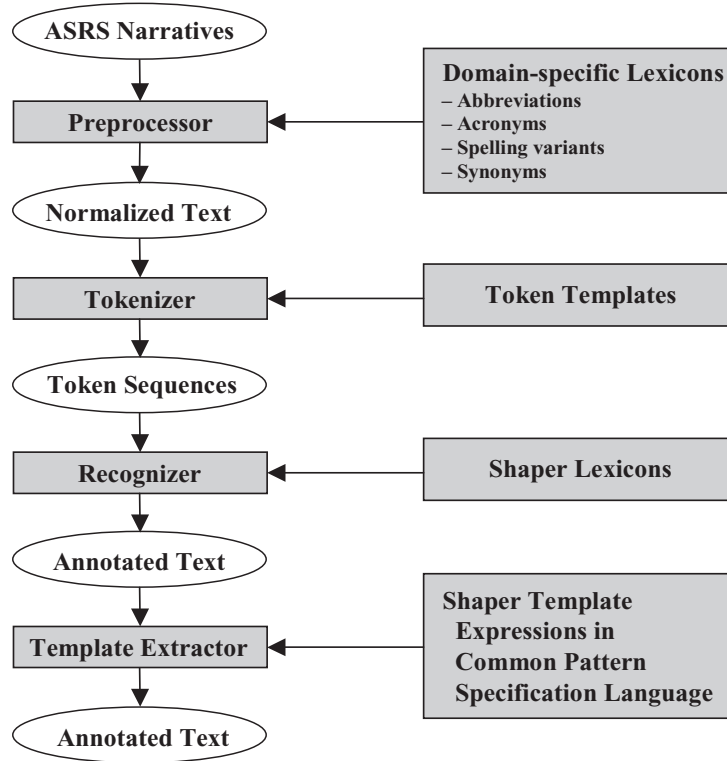 ASRS Narratives
Domain-specific Lexicons
– Abbreviations
– Acronyms
– Spelling variants
– Synonyms
Preprocessor
Normalized Text
Tokenizer
Token Templates
Token Sequences
Recognizer
Shaper Lexicons
Annotated Text
Shaper Template
Expressions in
Common Pattern
Specification Language
Template Extractor
Annotated Text